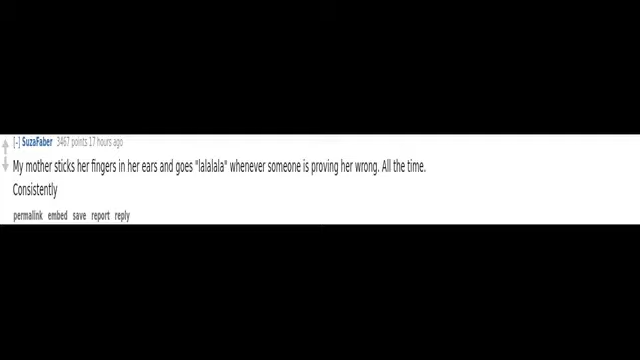 [-] SuzaFaber 3467 points 17 hours ago
My mother sticks her fingers in her ears and goes "lalalala" whenever someone is proving her wrong. All the time.
Consistently
permalink embed save report reply